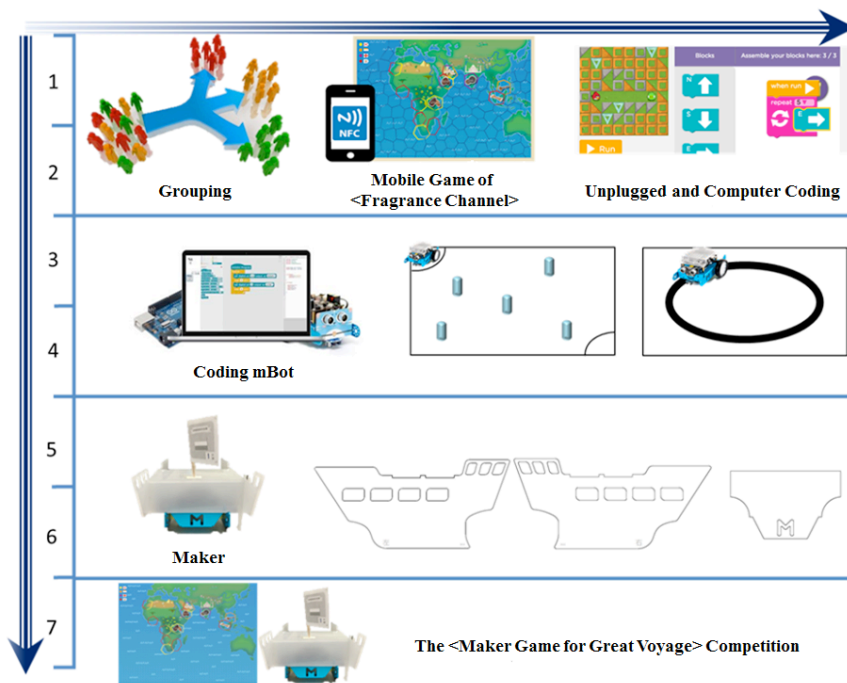 1
2
NFC
Blocks
Assemble your blocks here: 3 / 3
N
S
E
when run
repeat
E
Run
Grouping
Mobile Game of
<Fragrance Channel>
Unplugged and Computer Coding
3
4
Coding mBot
5
6
M
Maker
M
7
M
The <Maker Game for Great Voyage> Competition